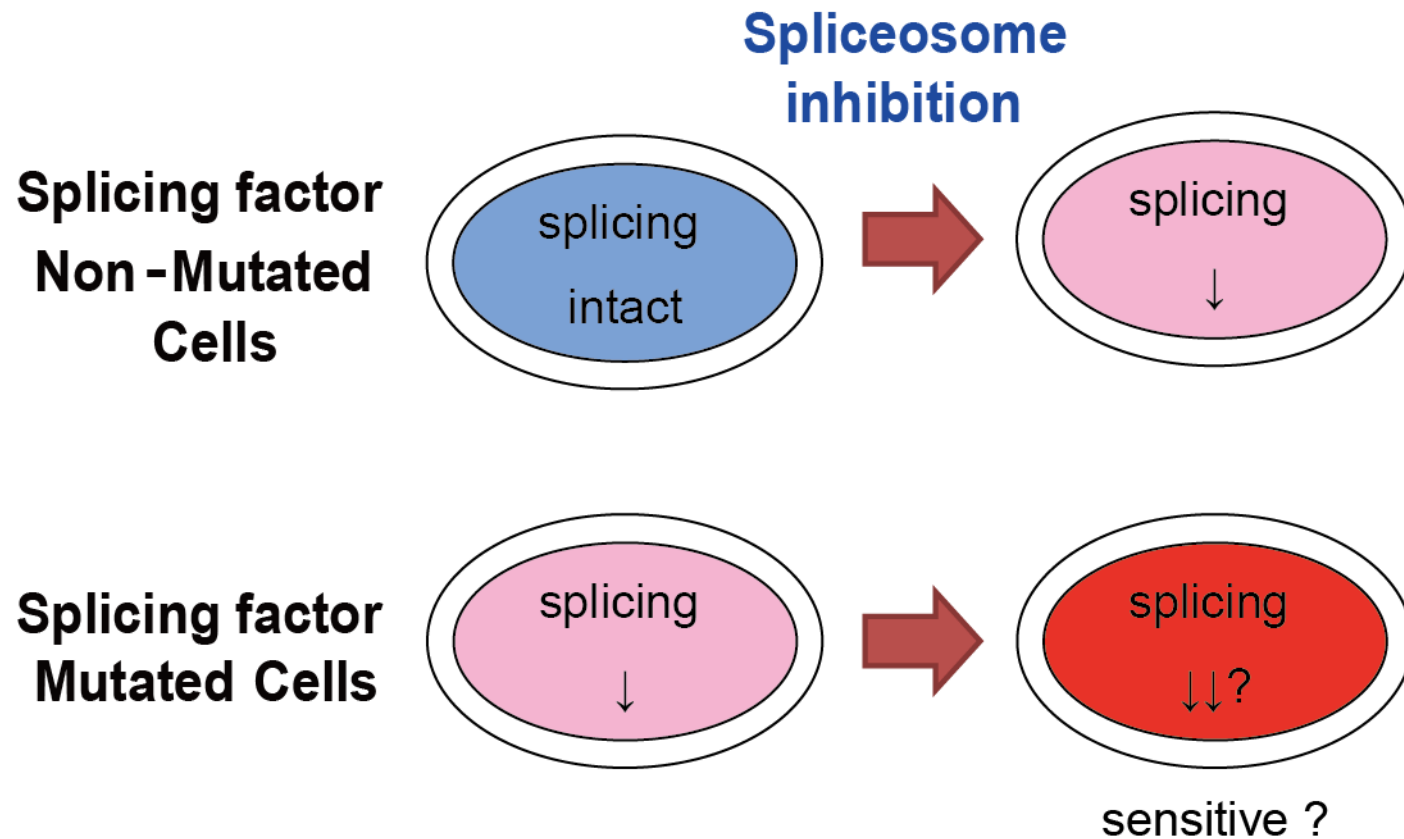 Spliceosome
inhibition
Splicing factor
Non-Mutated
Cells
splicing
intact
splicing
↓
Splicing factor
Mutated Cells
splicing
↓
splicing
↓↓?
sensitive ?